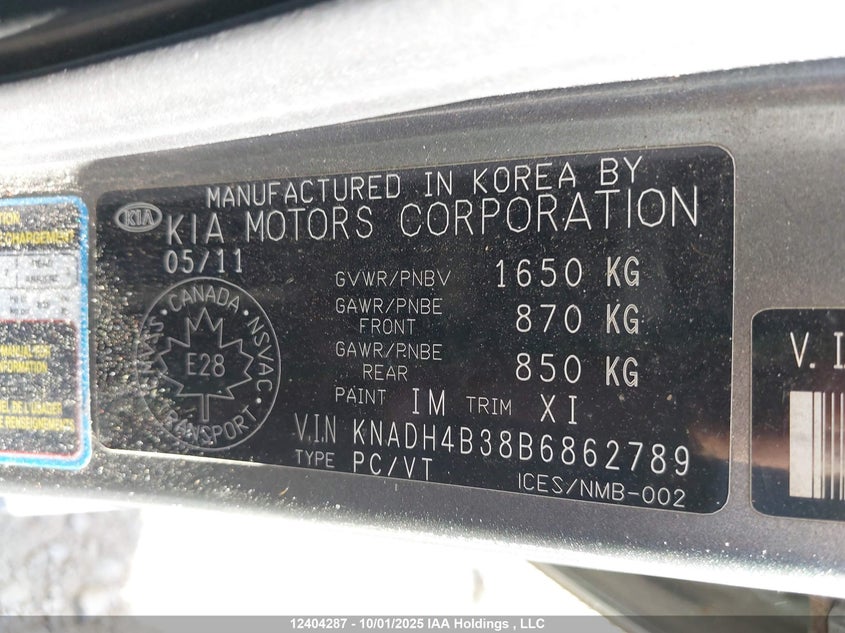 MANUFACTURED IN KOREA BY
KIA
KIA MOTORS CORPORATION
05/11
GVWR/PNBV 1650 KG
GAWR/PNBE FRONT 870 KG
GAWR/PNBE REAR 850 KG
PAINT IM TRIM XI
V.I.N KNADH4B38B6862789
TYPE PC/VT
ICES/NMB-002
CANADA
NSVAC
TRANSPORT
CMVSS
E28
V. I
12404287 - 10/01/2025 IAA Holdings , LLC